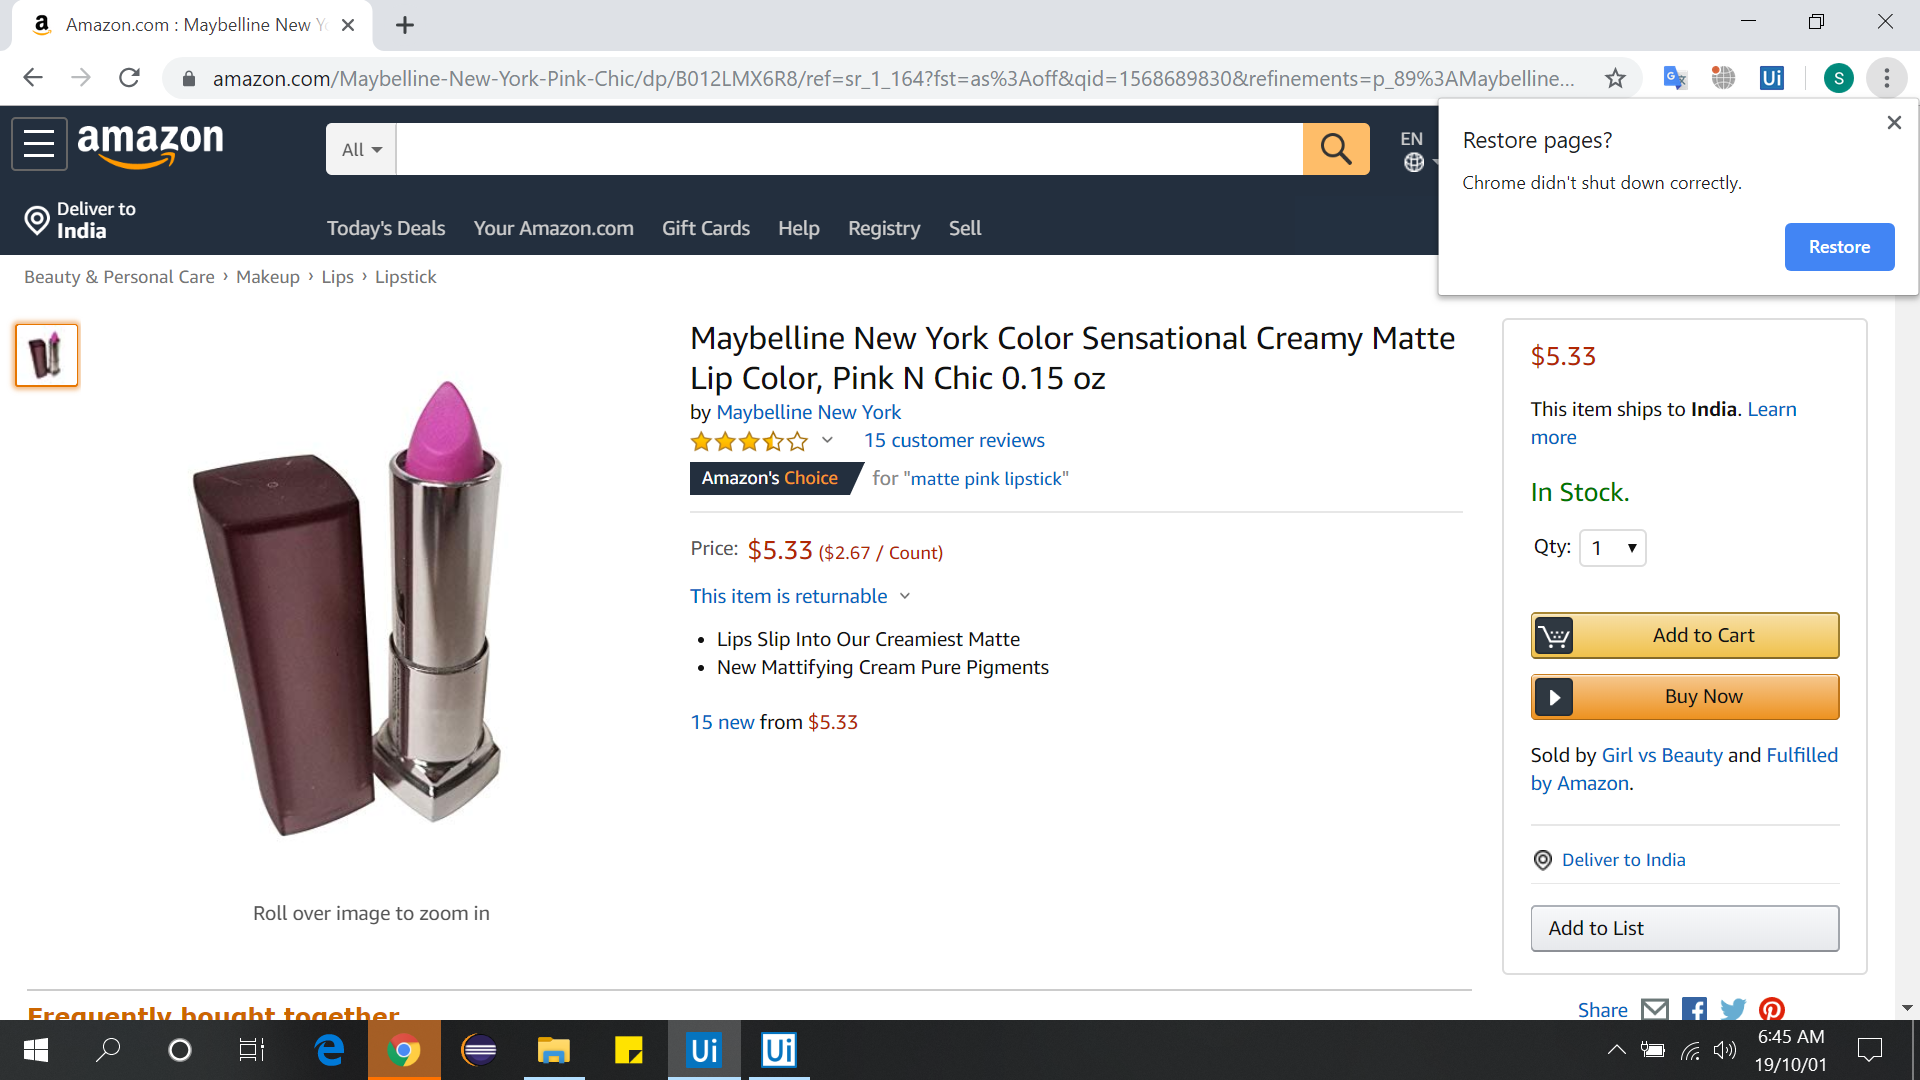 Amazon.com : Maybelline New Y
amazon.com/Maybelline-New-York-Pink-Chic/dp/B012LMX6R8/ref=sr_1_164?fst=as%3Aoff&qid=1568689830&refinements=p_89%3AMaybelline...
G
Ui
S
Restore pages?
Chrome didn't shut down correctly.
Restore
amazon
All
EN
Deliver to
India
Today's Deals
Your Amazon.com
Gift Cards
Help
Registry
Sell
Beauty & Personal Care › Makeup › Lips › Lipstick
Maybelline New York Color Sensational Creamy Matte
Lip Color, Pink N Chic 0.15 oz
by Maybelline New York
15 customer reviews
Amazon's Choice for "matte pink lipstick"
Price: $5.33 ($2.67 / Count)
This item is returnable
• Lips Slip Into Our Creamiest Matte
• New Mattifying Cream Pure Pigments
15 new from $5.33
Roll over image to zoom in
$5.33
This item ships to India. Learn
more
In Stock.
Qty: 1
Add to Cart
Buy Now
Sold by Girl vs Beauty and Fulfilled
by Amazon.
Deliver to India
Add to List
Share
Frequently bought together
Ui
Ui
6:45 AM
19/10/01